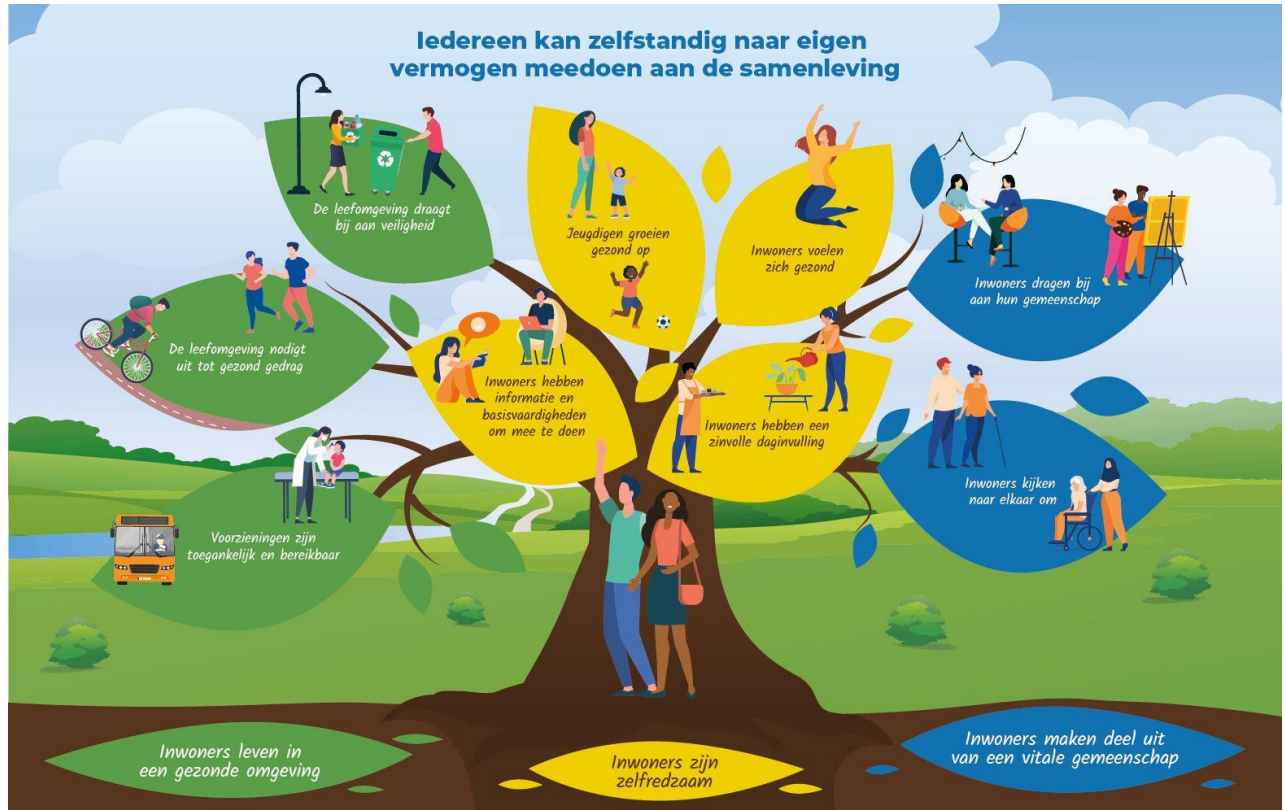 Iedereen kan zelfstandig naar eigen
vermogen meedoen aan de samenleving
De leefomgeving draagt
bij aan veiligheid
Jeugdigen groeien
gezond op
Inwoners voelen
zich gezond
Inwoners dragen bij
aan hun gemeenschap
De leefomgeving nodigt
uit tot gezond gedrag
Inwoners hebben
informatie en
basisvaardigheden
om mee te doen
Inwoners hebben een
zinvolle daginvulling
Inwoners kijken
naar elkaar om
Voorzieningen zijn
toegankelijk en bereikbaar
Inwoners leven in
een gezonde omgeving
Inwoners zijn
zelfredzaam
Inwoners maken deel uit
van een vitale gemeenschap